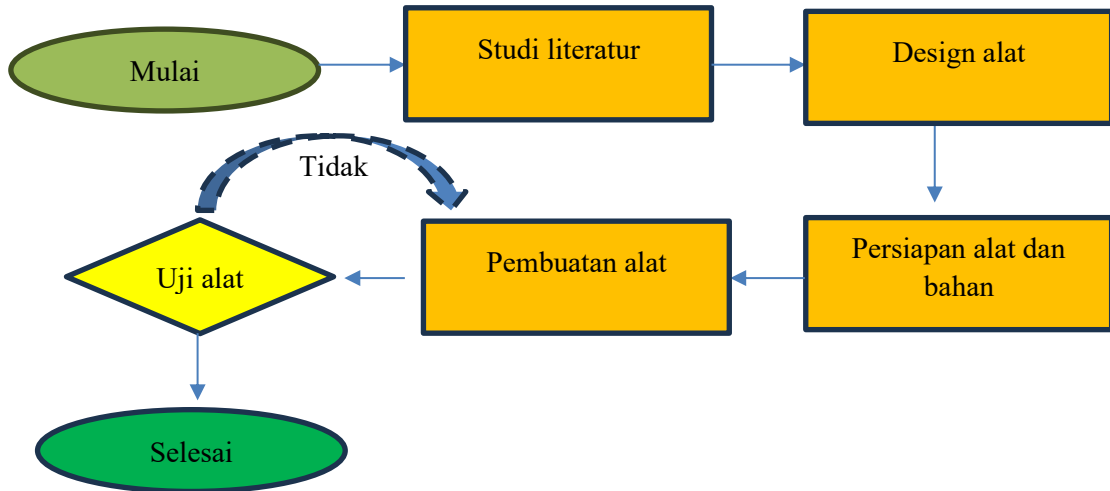 Mulai
Studi literatur
Design alat
Tidak
Uji alat
Pembuatan alat
Persiapan alat dan
bahan
Selesai